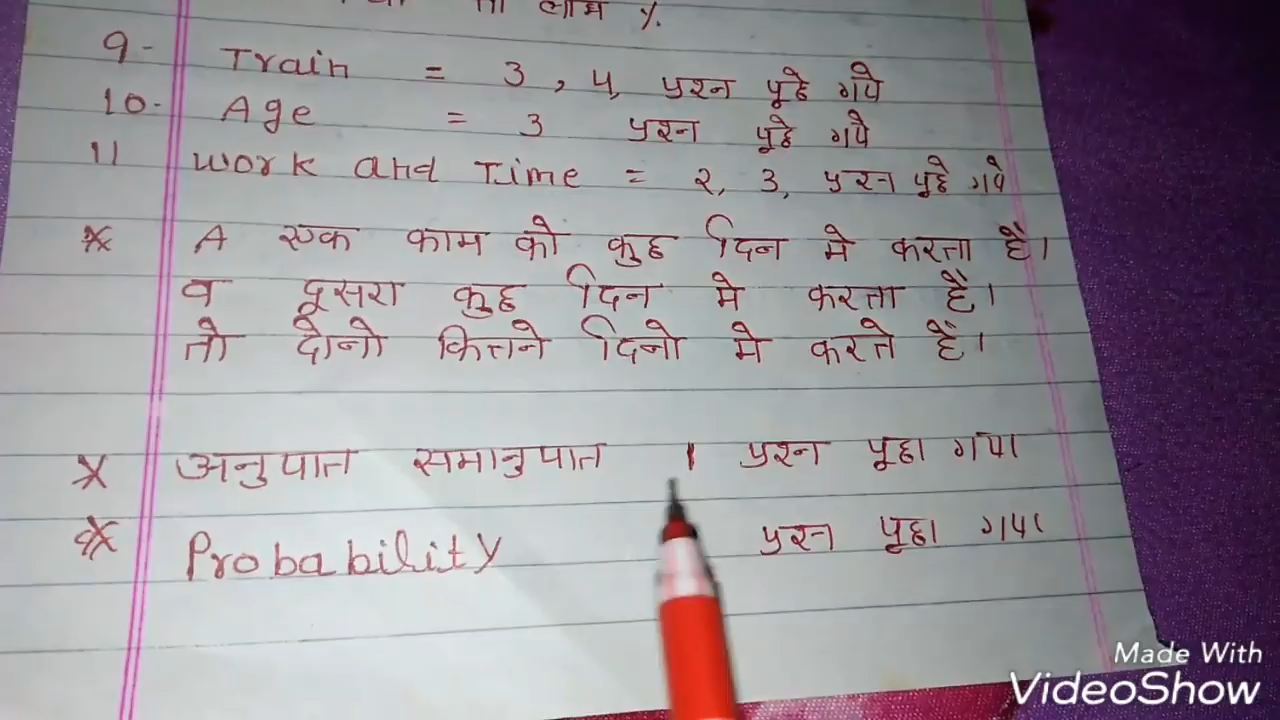 लाभ %.
9- Train = 3, 4, प्रश्न पूछे गये
10- Age = 3 प्रश्न पूछे गये
11 Work and Time = 2, 3, प्रश्न पूछे गये
* A एक काम को कुछ दिन मे करता है।
व दूसरा कुछ दिन मे करता है।
तो दोनो कितने दिनो मे करते हैं।
* अनुपात समानुपात 1 प्रश्न पूछा गया
* Probability प्रश्न पूछा गया
Made With
VideoShow